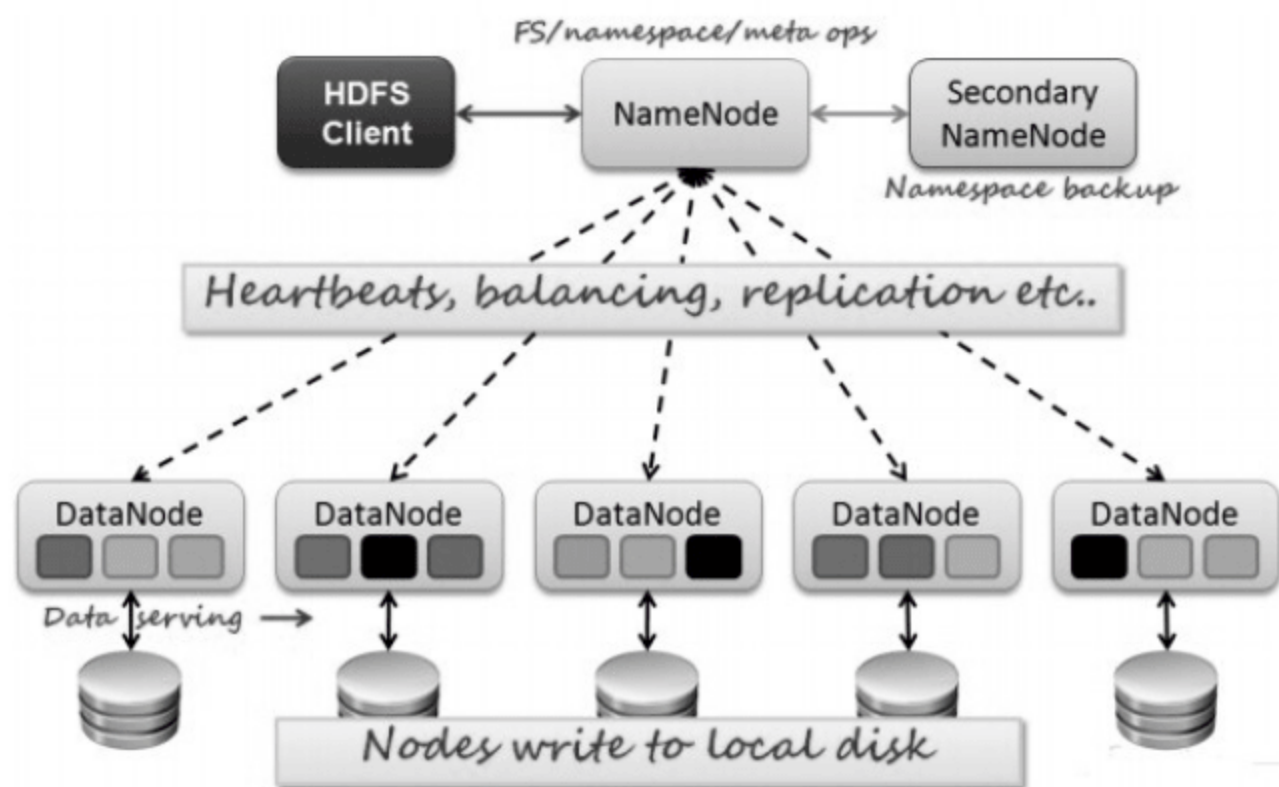 FS/namespace/meta ops
HDFS
Client
NameNode
Secondary
NameNode
Namespace backup
Heartbeats, balancing, replication etc..
DataNode
DataNode
DataNode
DataNode
DataNode
Data serving
Nodes write to local disk